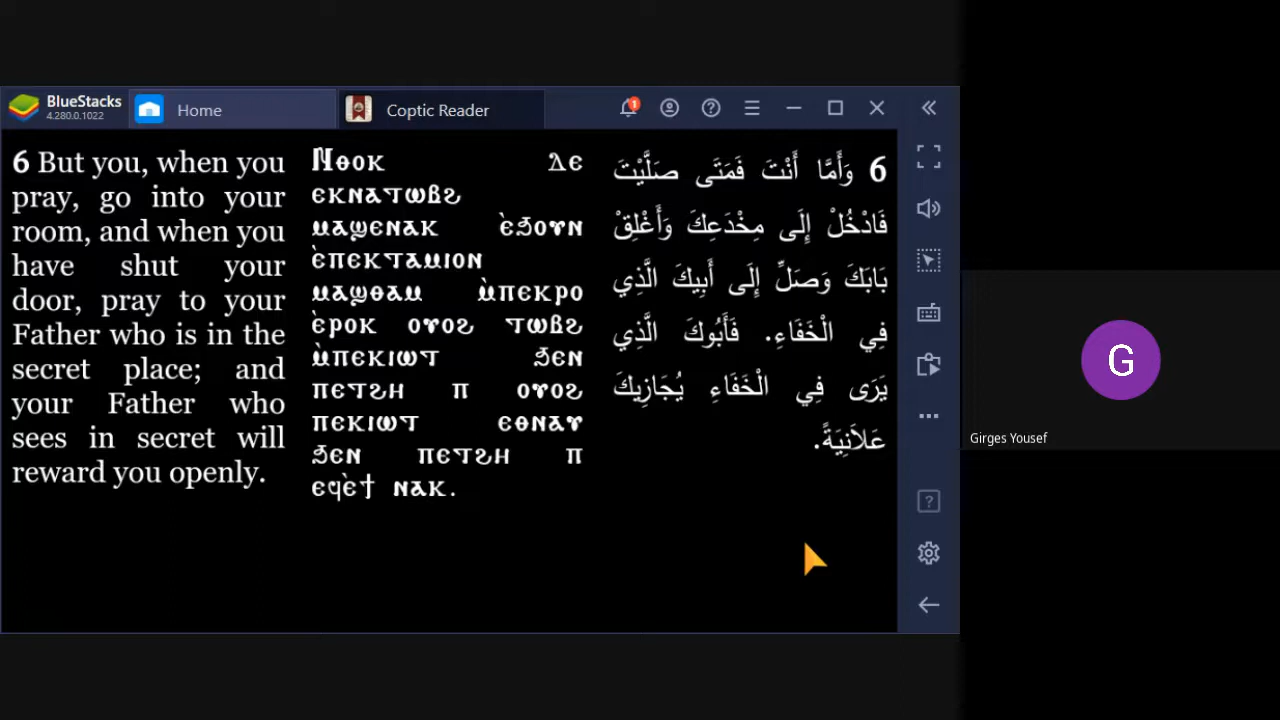 BlueStacks
4.280.0.1022
Home
Coptic Reader
1
6 But you, when you
pray, go into your
room, and when you
have shut your
door, pray to your
Father who is in the
secret place; and
your Father who
sees in secret will
reward you openly.
Ⲛⲑⲟⲕ ⲇⲉ
ⲉⲕⲛⲁⲧⲱⲃϩ
ⲙⲁϣⲉⲛⲁⲕ ⲉ̀ϧⲟⲩⲛ
ⲉ̀ⲡⲉⲕⲧⲁⲙⲓⲟⲛ
ⲙⲁϣⲑⲁⲙ ⲙ̀ⲡⲉⲕⲣⲟ
ⲉ̀ⲣⲟⲕ ⲟⲩⲟϩ ⲧⲱⲃϩ
ⲙ̀ⲡⲉⲕⲓⲱⲧ ϧⲉⲛ
ⲡⲉⲧϩⲏ ⲡ ⲟⲩⲟϩ
ⲡⲉⲕⲓⲱⲧ ⲉⲑⲛⲁⲩ
ϧⲉⲛ ⲡⲉⲧϩⲏ ⲡ
ⲉϥⲉ̀ϯ ⲛⲁⲕ.
6 وَأَمَّا أَنْتَ فَمَتَى صَلَّيْتَ
فَادْخُلْ إِلَى مِخْدَعِكَ وَأَغْلِقْ
بَابَكَ وَصَلِّ إِلَى أَبِيكَ الَّذِي
فِي الْخَفَاءِ. فَأَبُوكَ الَّذِي
يَرَى فِي الْخَفَاءِ يُجَازِيكَ
عَلاَنِيَةً.
G
Girges Yousef